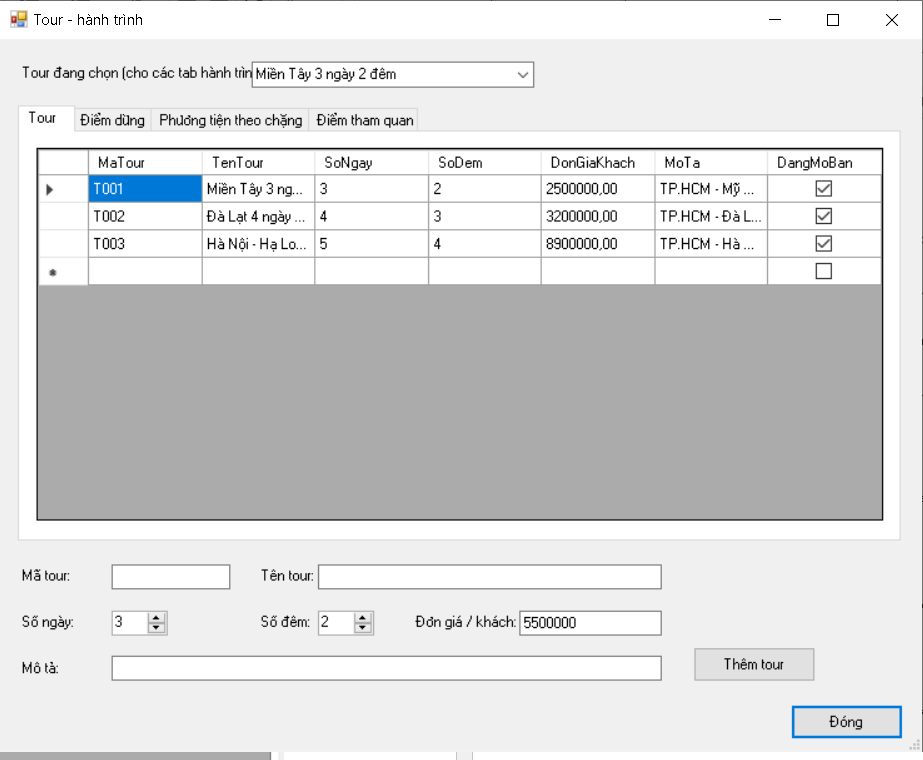 Tour - hành trình
Tour đang chọn (cho các tab hành trìn Miền Tây 3 ngày 2 đêm
Tour Điểm dừng Phương tiện theo chặng Điểm tham quan
MaTour TenTour SoNgay SoDem DonGiaKhach MoTa DangMoBan
T001 Miền Tây 3 ng... 3 2 2500000,00 TP.HCM - Mỹ ...
T002 Đà Lạt 4 ngày ... 4 3 3200000,00 TP.HCM - Đà L...
T003 Hà Nội - Hạ Lo... 5 4 8900000,00 TP.HCM - Hà ...
Mã tour: Tên tour:
Số ngày: 3 Số đêm: 2 Đơn giá / khách: 5500000
Mô tả: Thêm tour
Đóng